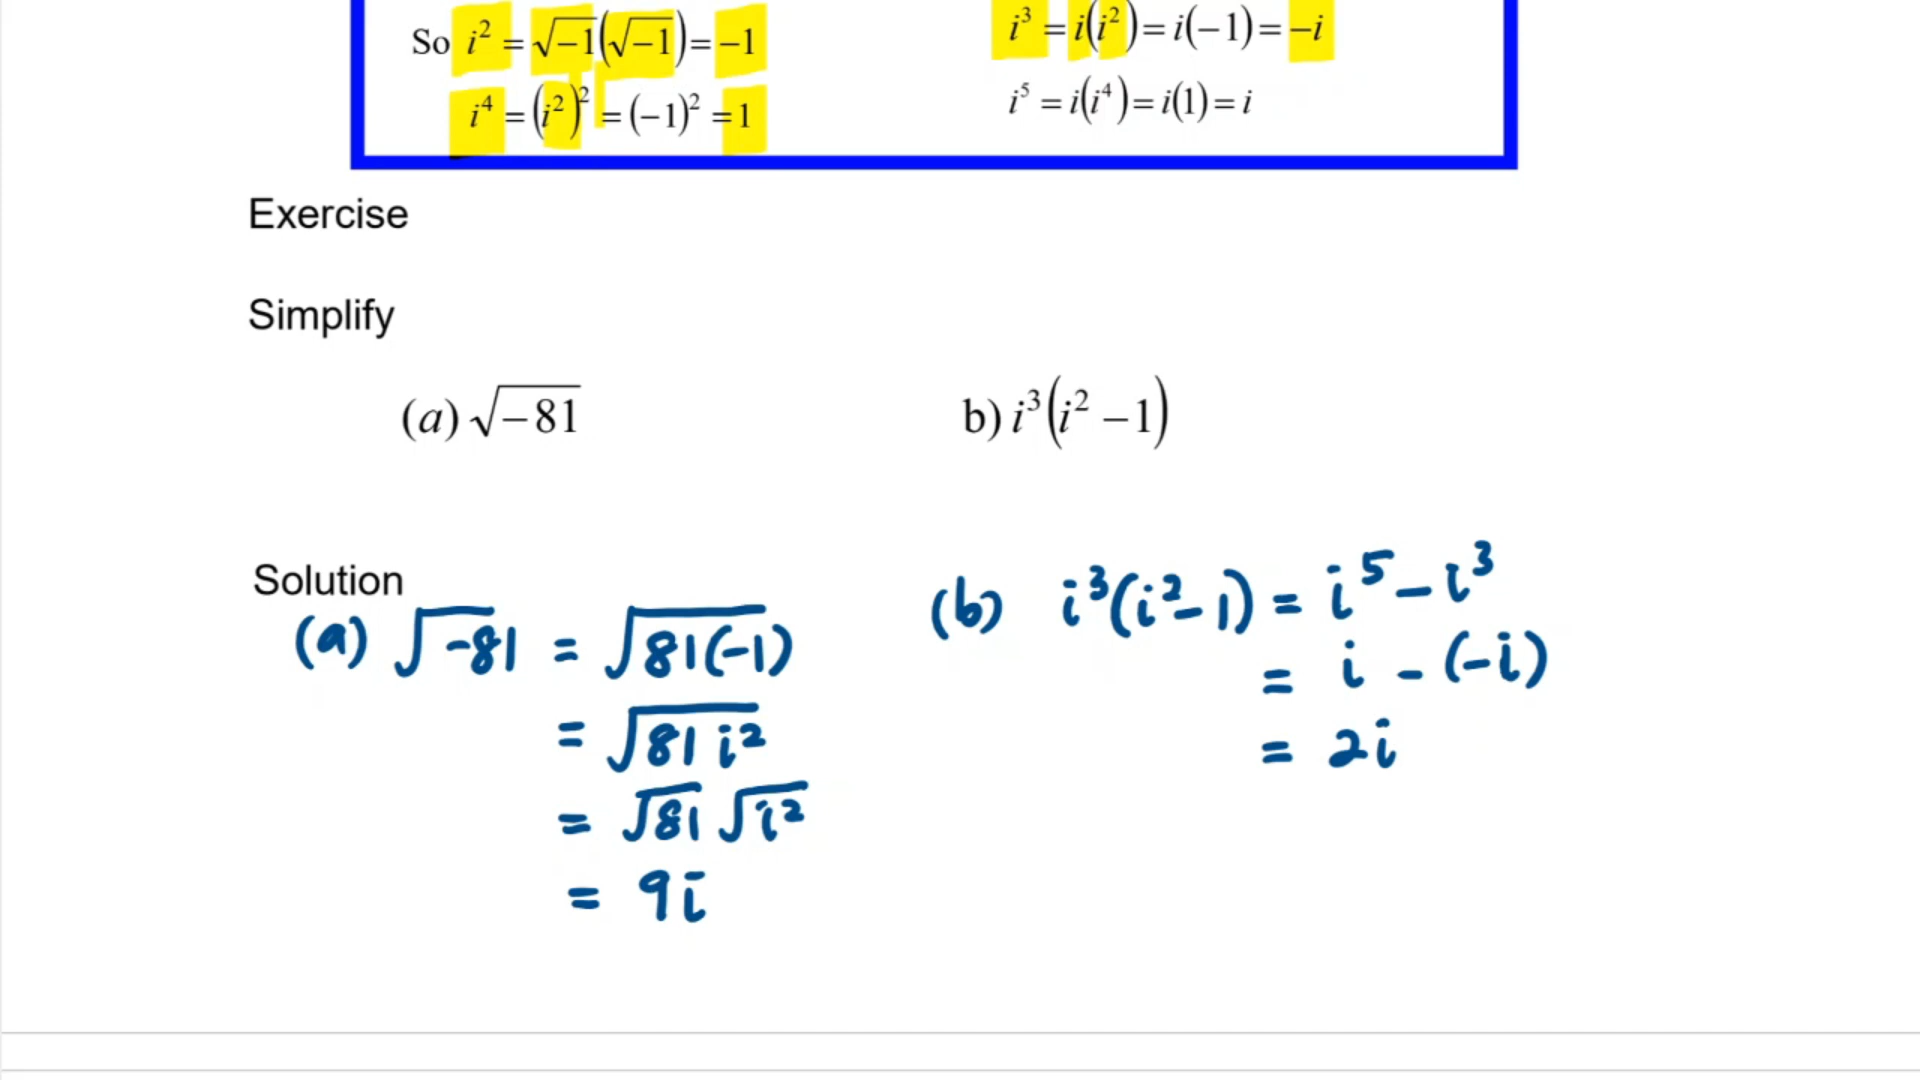 So i² = √−1(√−1) = −1
i³ = i(i²) = i(−1) = −i
i⁴ = (i²)² = (−1)² = 1
i⁵ = i(i⁴) = i(1) = i
Exercise
Simplify
(a) √−81
b) i³(i² − 1)
Solution
(a) √-81 = √81(-1)
= √81 i²
= √81 √i²
= 9i
(b) i³(i² - 1) = i⁵ - i³
= i - (-i)
= 2i